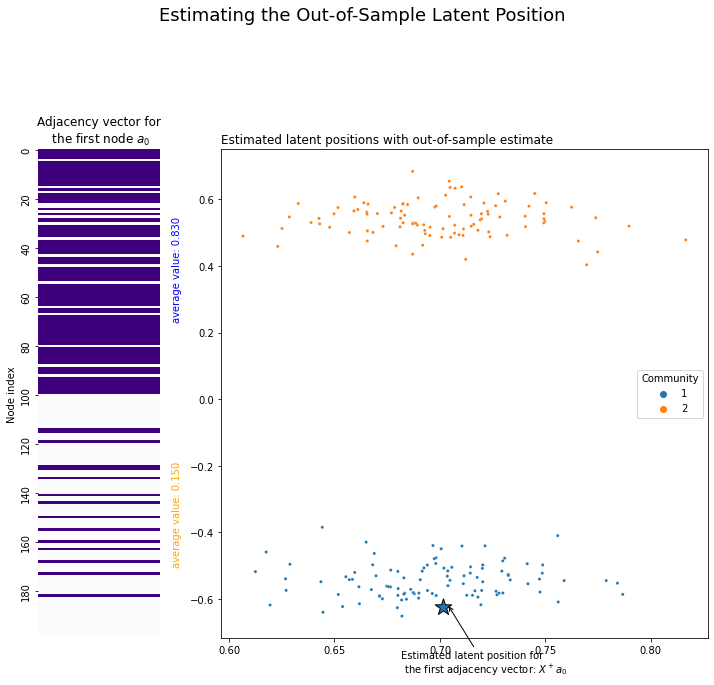 Estimating the Out-of-Sample Latent Position
Adjacency vector for
the first node a₀
Node index
0
20
40
60
80
100
120
140
160
180
average value: 0.830
average value: 0.150
Estimated latent positions with out-of-sample estimate
0.6
0.4
0.2
0.0
−0.2
−0.4
−0.6
0.60
0.65
0.70
0.75
0.80
Community
1
2
Estimated latent position for
the first adjacency vector: X⁺a₀